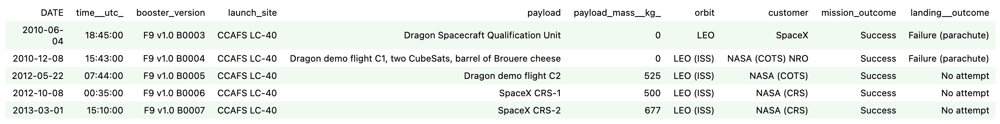 DATE time__utc_ booster_version launch_site payload payload_mass__kg_ orbit customer mission_outcome landing__outcome
2010-06-
04 18:45:00 F9 v1.0 B0003 CCAFS LC-40 Dragon Spacecraft Qualification Unit 0 LEO SpaceX Success Failure (parachute)
2010-12-08 15:43:00 F9 v1.0 B0004 CCAFS LC-40 Dragon demo flight C1, two CubeSats, barrel of Brouere cheese 0 LEO (ISS) NASA (COTS) NRO Success Failure (parachute)
2012-05-22 07:44:00 F9 v1.0 B0005 CCAFS LC-40 Dragon demo flight C2 525 LEO (ISS) NASA (COTS) Success No attempt
2012-10-08 00:35:00 F9 v1.0 B0006 CCAFS LC-40 SpaceX CRS-1 500 LEO (ISS) NASA (CRS) Success No attempt
2013-03-01 15:10:00 F9 v1.0 B0007 CCAFS LC-40 SpaceX CRS-2 677 LEO (ISS) NASA (CRS) Success No attempt